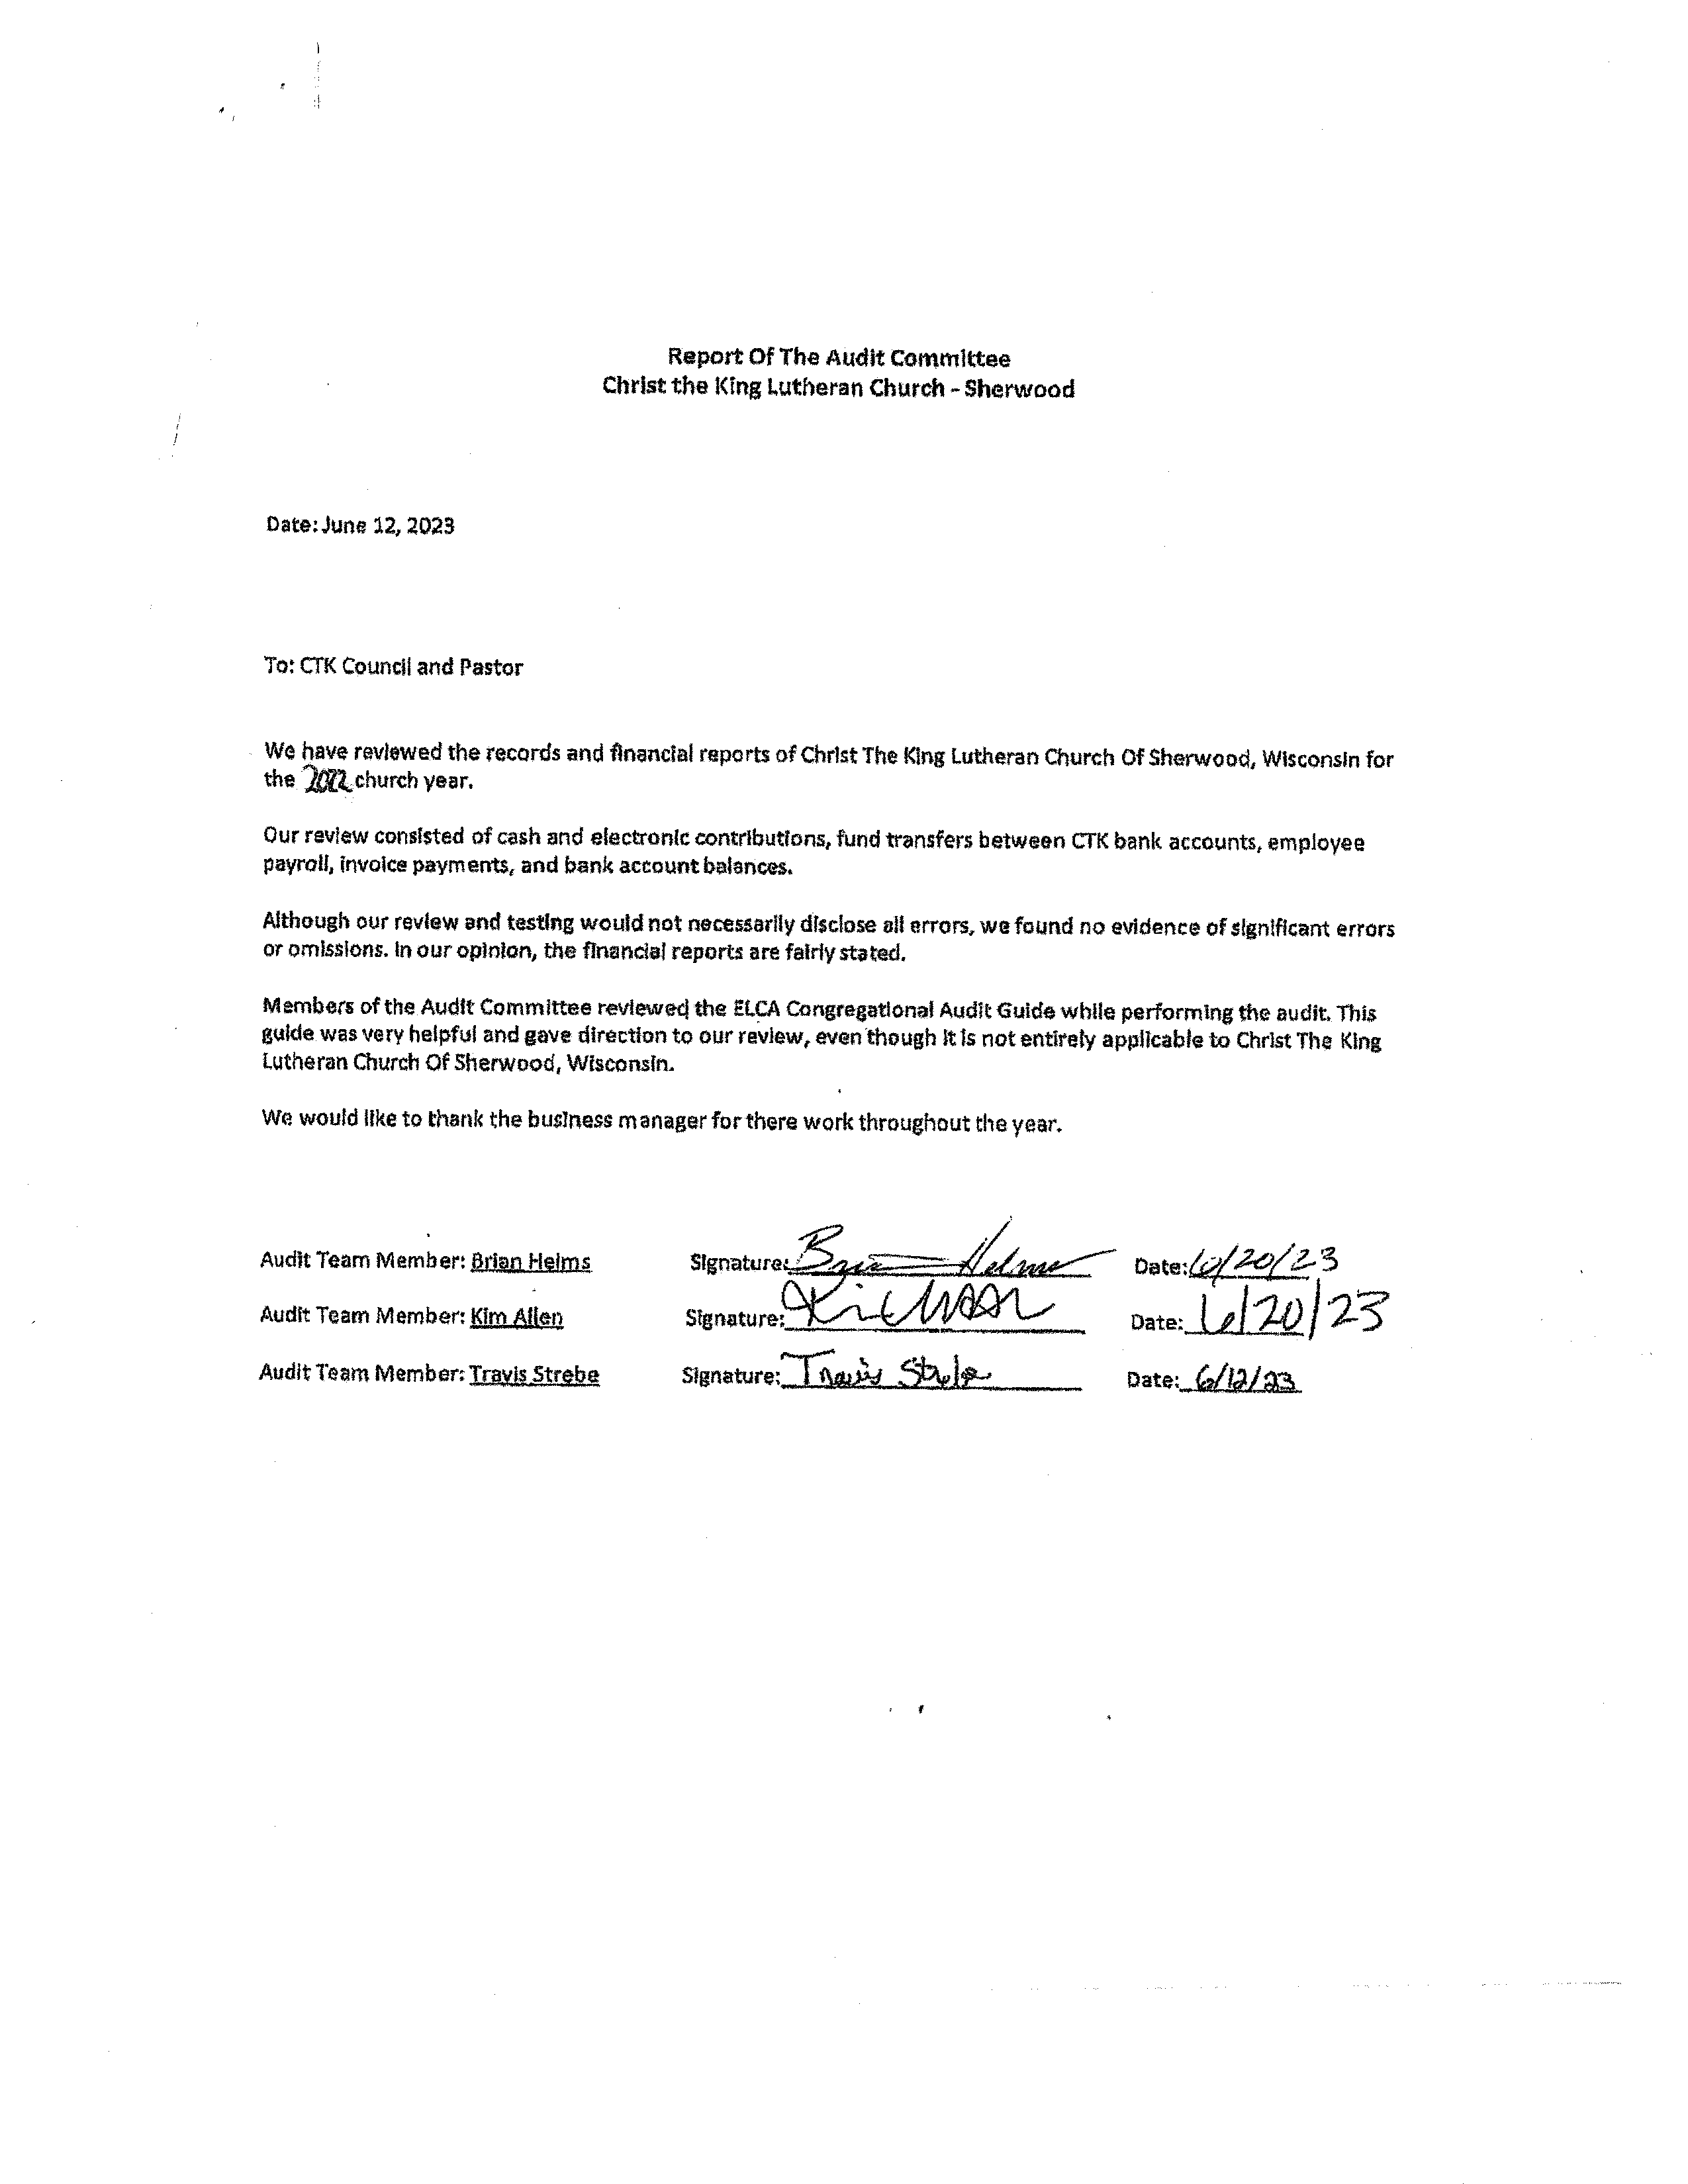 Report Of The Audit Committee
Christ the King Lutheran Church - Sherwood
Date: June 12, 2023
To: CTK Council and Pastor
We have reviewed the records and financial reports of Christ The King Lutheran Church Of Sherwood, Wisconsin for
the 2022 church year.
Our review consisted of cash and electronic contributions, fund transfers between CTK bank accounts, employee
payroll, invoice payments, and bank account balances.
Although our review and testing would not necessarily disclose all errors, we found no evidence of significant errors
or omissions. In our opinion, the financial reports are fairly stated.
Members of the Audit Committee reviewed the ELCA Congregational Audit Guide while performing the audit. This
guide was very helpful and gave direction to our review, even though it is not entirely applicable to Christ The King
Lutheran Church Of Sherwood, Wisconsin.
We would like to thank the business manager for there work throughout the year.
Audit Team Member: Brian Helms Signature: Brian Helms Date: 6/20/23
Audit Team Member: Kim Allen Signature: Date: 6/20/23
Audit Team Member: Travis Strebe Signature: Travis Strebe Date: 6/12/23